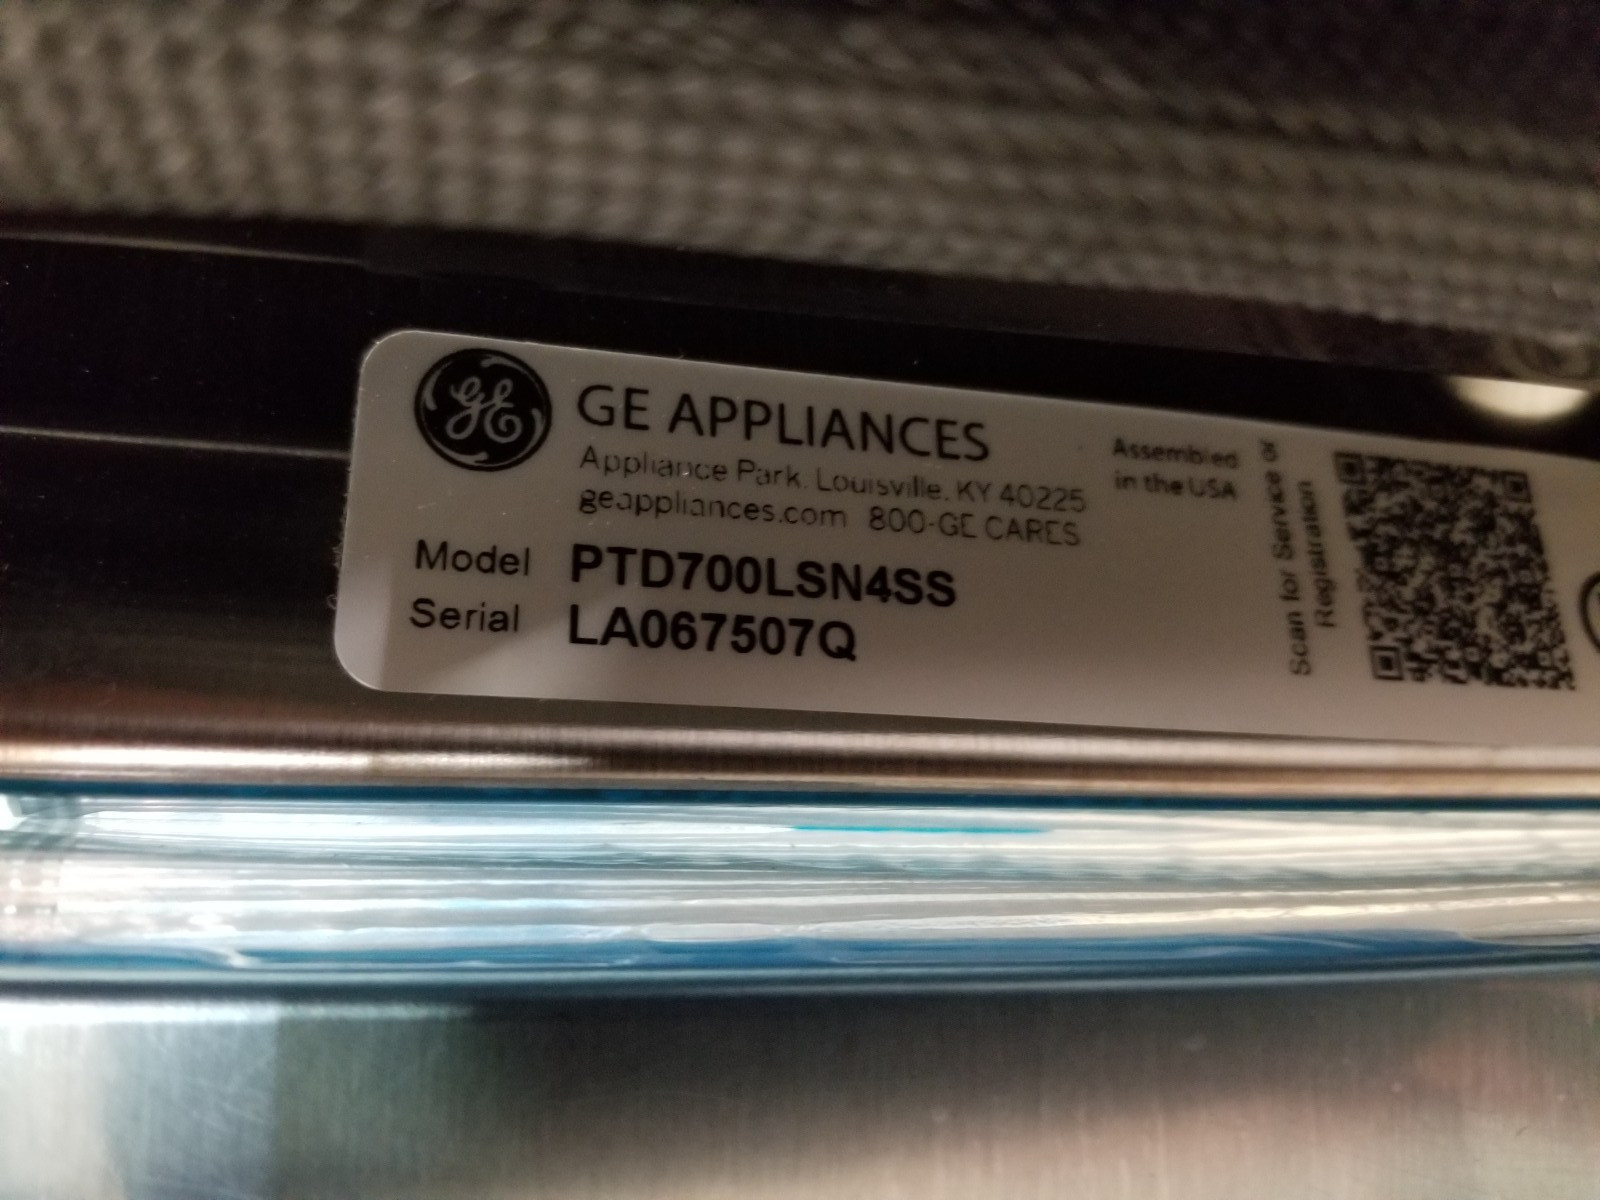 GE
GE APPLIANCES
Appliance Park, Louisville, KY 40225
geappliances.com 800-GE CARES
Assembled
in the USA
Model PTD700LSN4SS
Serial LA067507Q
Scan for Service or
Registration